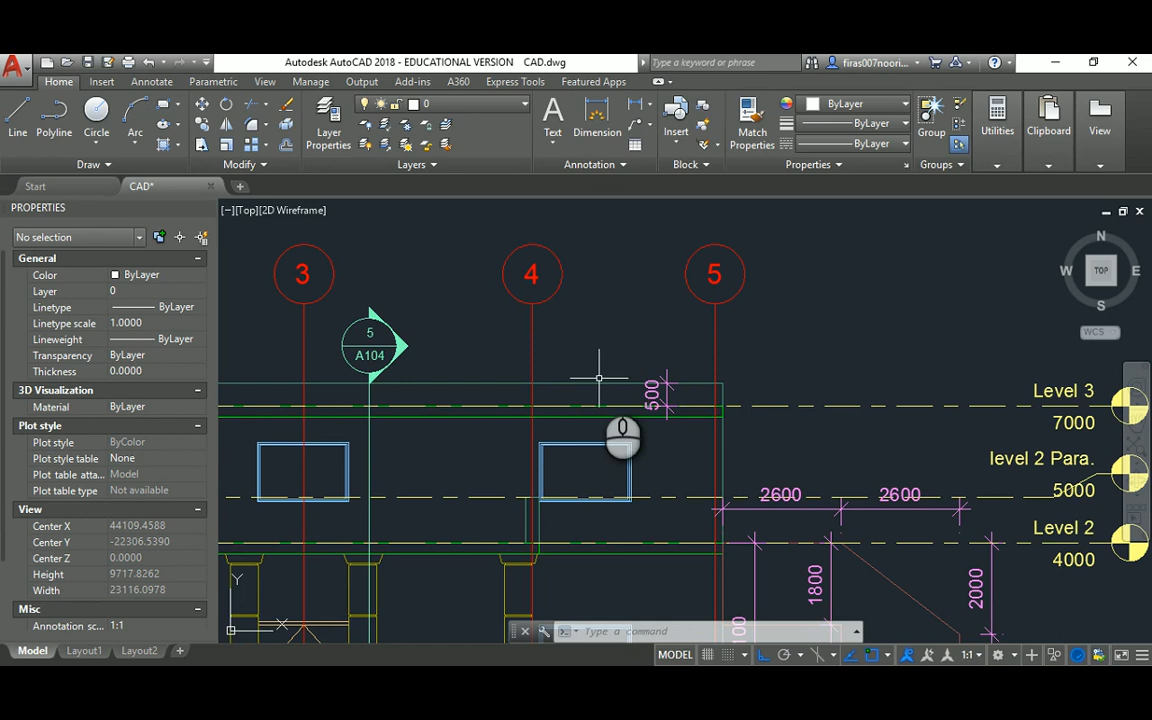 A
Autodesk AutoCAD 2018 - EDUCATIONAL VERSION CAD.dwg
Type a keyword or phrase
firas007noori...
Home Insert Annotate Parametric View Manage Output Add-ins A360 Express Tools Featured Apps
Line Polyline Circle Arc
Layer Properties
0
A
Text Dimension
Insert
Match Properties
ByLayer
ByLayer
ByLayer
Group
Utilities
Clipboard
View
Draw
Modify
Layers
Annotation
Block
Properties
Groups
Start
CAD*
PROPERTIES
No selection
General
Color ByLayer
Layer 0
Linetype ByLayer
Linetype scale 1.0000
Lineweight ByLayer
Transparency ByLayer
Thickness 0.0000
3D Visualization
Material ByLayer
Plot style
Plot style ByColor
Plot style table None
Plot table atta... Model
Plot table type Not available
View
Center X 44109.4588
Center Y -22306.5390
Center Z 0.0000
Height 9717.8262
Width 23116.0978
Misc
Annotation sc... 1:1
[−][Top][2D Wireframe]
3
4
5
5
A104
500
0
N
W TOP E
S
WCS
Level 3
7000
level 2 Para.
5000
2600 2600
Level 2
4000
1800
2000
100
Y
X
Type a command
Model Layout1 Layout2
MODEL
1:1